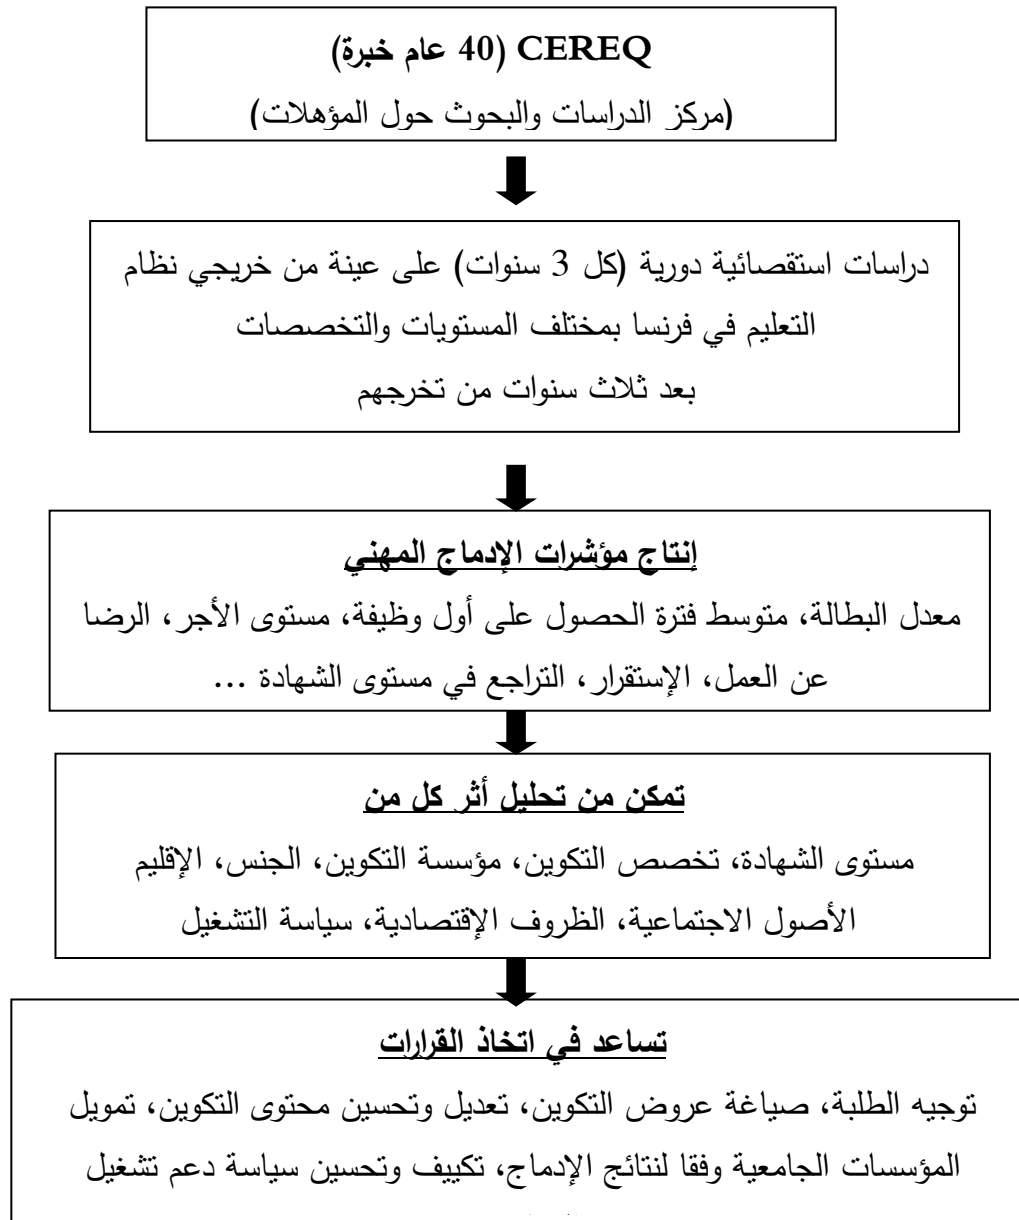 CEREQ (40 عام خبرة)
(مركز الدراسات والبحوث حول المؤهلات)
دراسات استقصائية دورية (كل 3 سنوات) على عينة من خريجي نظام
التعليم في فرنسا بمختلف المستويات والتخصصات
بعد ثلاث سنوات من تخرجهم
إنتاج مؤشرات الإدماج المهني
معدل البطالة، متوسط فترة الحصول على أول وظيفة، مستوى الأجر، الرضا
عن العمل، الإستقرار، التراجع في مستوى الشهادة ...
تمكن من تحليل أثر كل من
مستوى الشهادة، تخصص التكوين، مؤسسة التكوين، الجنس، الإقليم
الأصول الاجتماعية، الظروف الإقتصادية، سياسة التشغيل
تساعد في اتخاذ القرارات
توجيه الطلبة، صياغة عروض التكوين، تعديل وتحسين محتوى التكوين، تمويل
المؤسسات الجامعية وفقا لنتائج الإدماج، تكييف وتحسين سياسة دعم تشغيل